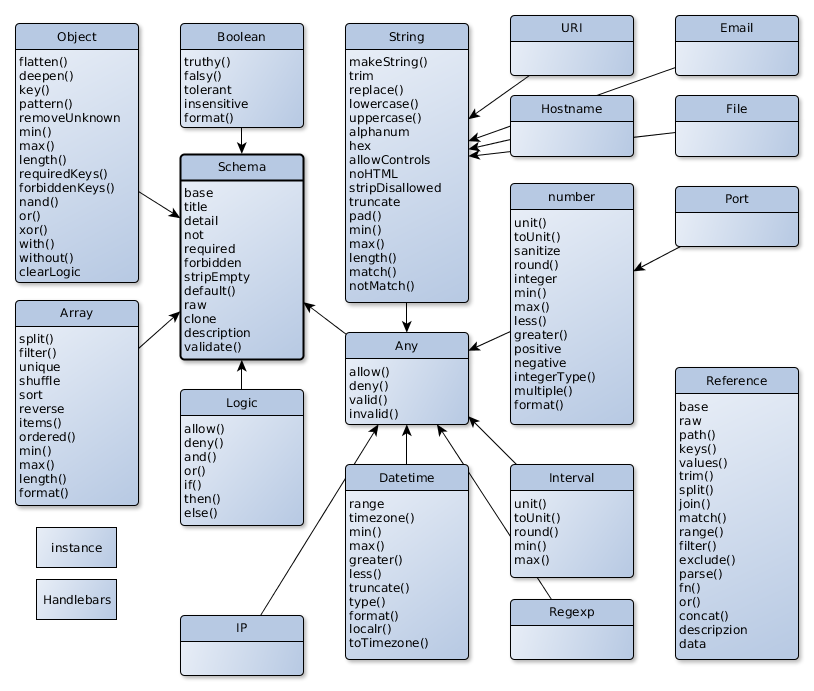 Object
flatten()
deepen()
key()
pattern()
removeUnknown
min()
max()
length()
requiredKeys()
forbiddenKeys()
nand()
or()
xor()
with()
without()
clearLogic
Boolean
truthy()
falsy()
tolerant
insensitive
format()
String
makeString()
trim
replace()
lowercase()
uppercase()
alphanum
hex
allowControls
noHTML
stripDisallowed
truncate
pad()
min()
max()
length()
match()
notMatch()
URI
Email
Hostname
File
Schema
base
title
detail
not
required
forbidden
stripEmpty
default()
raw
clone
description
validate()
number
unit()
toUnit()
sanitize
round()
integer
min()
max()
less()
greater()
positive
negative
integerType()
multiple()
format()
Port
Array
split()
filter()
unique
shuffle
sort
reverse
items()
ordered()
min()
max()
length()
format()
Any
allow()
deny()
valid()
invalid()
Logic
allow()
deny()
and()
or()
if()
then()
else()
Reference
base
raw
path()
keys()
values()
trim()
split()
join()
match()
range()
filter()
exclude()
parse()
fn()
or()
concat()
descripzion
data
Datetime
range
timezone()
min()
max()
greater()
less()
truncate()
type()
format()
localr()
toTimezone()
Interval
unit()
toUnit()
round()
min()
max()
instance
Handlebars
IP
Regexp